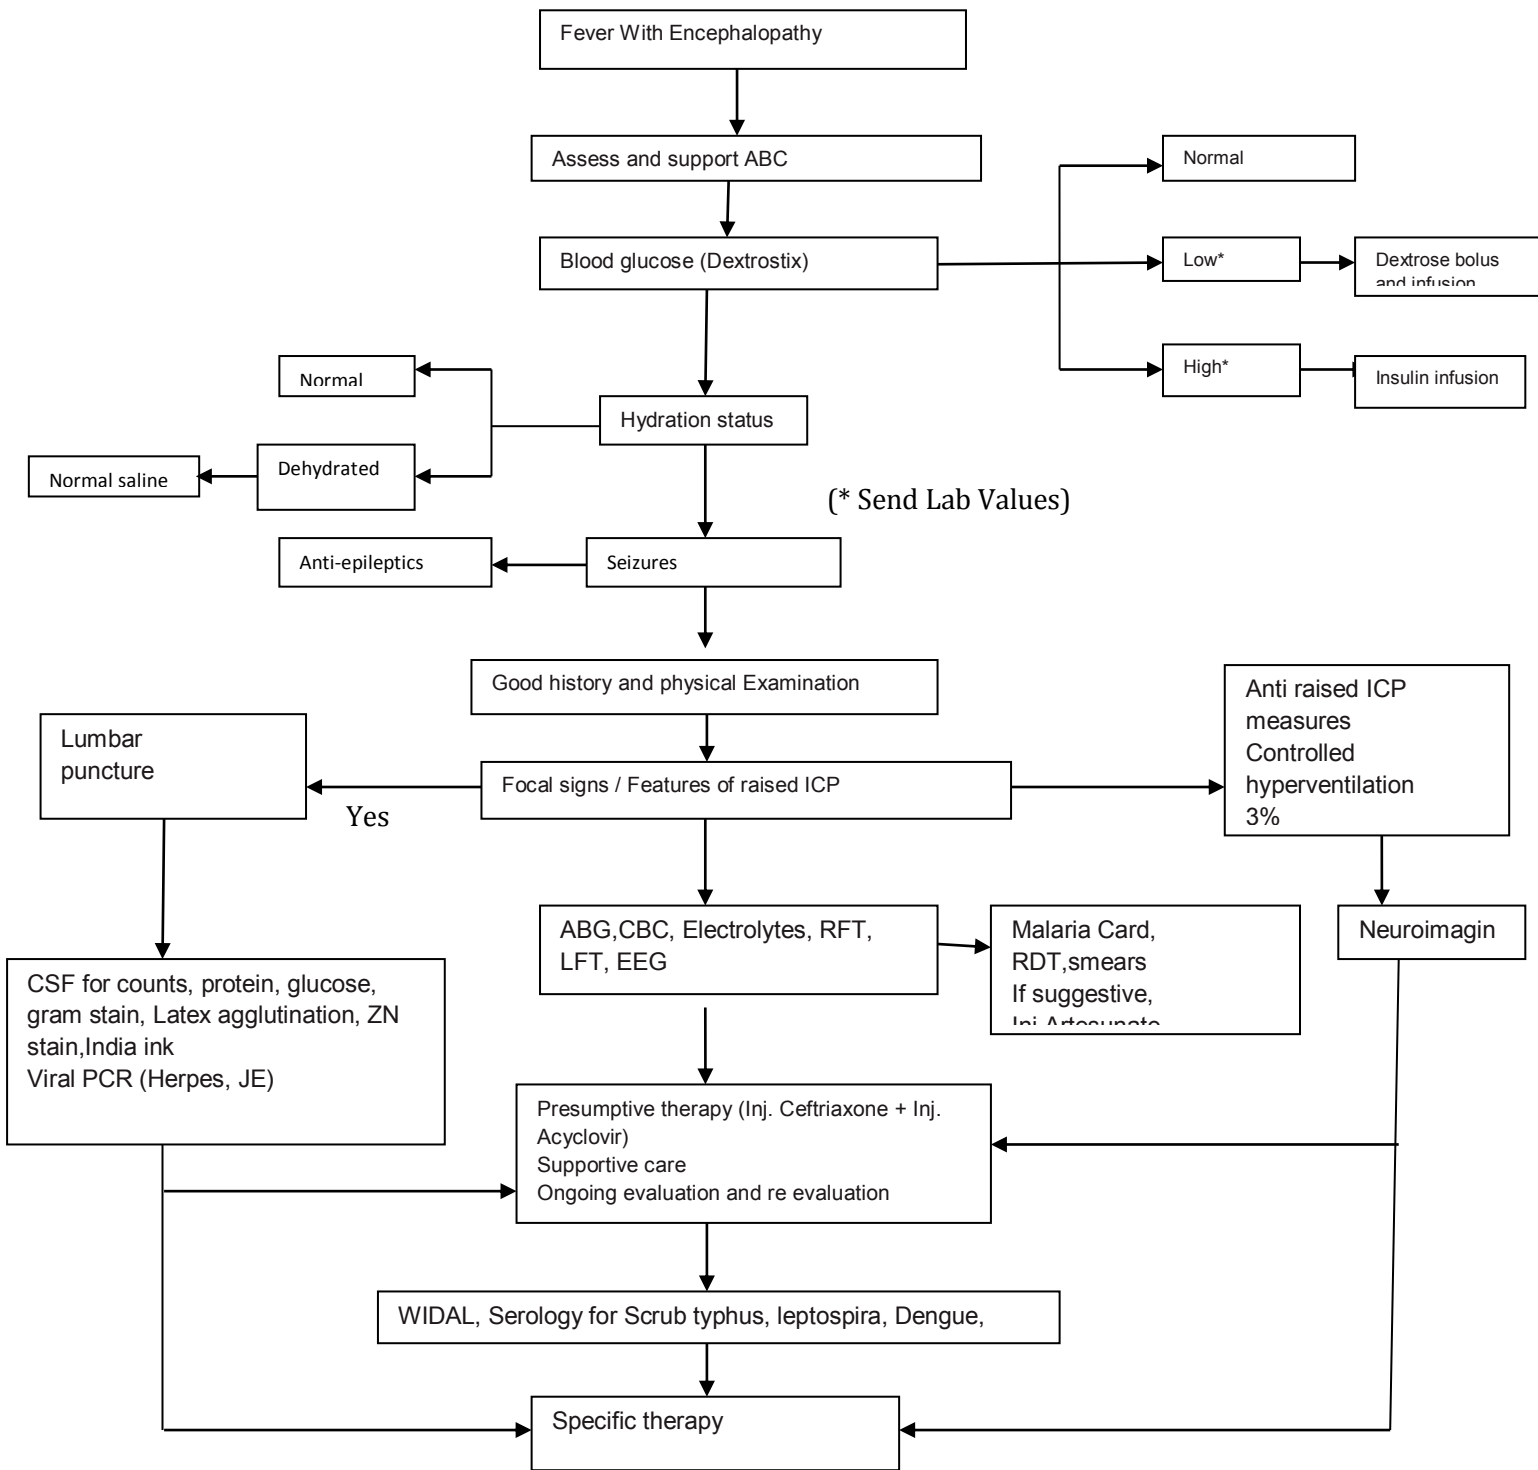 Fever With Encephalopathy
Assess and support ABC
Normal
Blood glucose (Dextrostix)
Low*
Dextrose bolus
and infusion
High*
Insulin infusion
Normal
Hydration status
Dehydrated
Normal saline
(* Send Lab Values)
Anti-epileptics
Seizures
Good history and physical Examination
Anti raised ICP
measures
Controlled
hyperventilation
3%
Lumbar
puncture
Focal signs / Features of raised ICP
Yes
ABG,CBC, Electrolytes, RFT,
LFT, EEG
Malaria Card,
RDT,smears
If suggestive,
Inj Artesunate
Neuroimagin
CSF for counts, protein, glucose,
gram stain, Latex agglutination, ZN
stain,India ink
Viral PCR (Herpes, JE)
Presumptive therapy (Inj. Ceftriaxone + Inj.
Acyclovir)
Supportive care
Ongoing evaluation and re evaluation
WIDAL, Serology for Scrub typhus, leptospira, Dengue,
Specific therapy